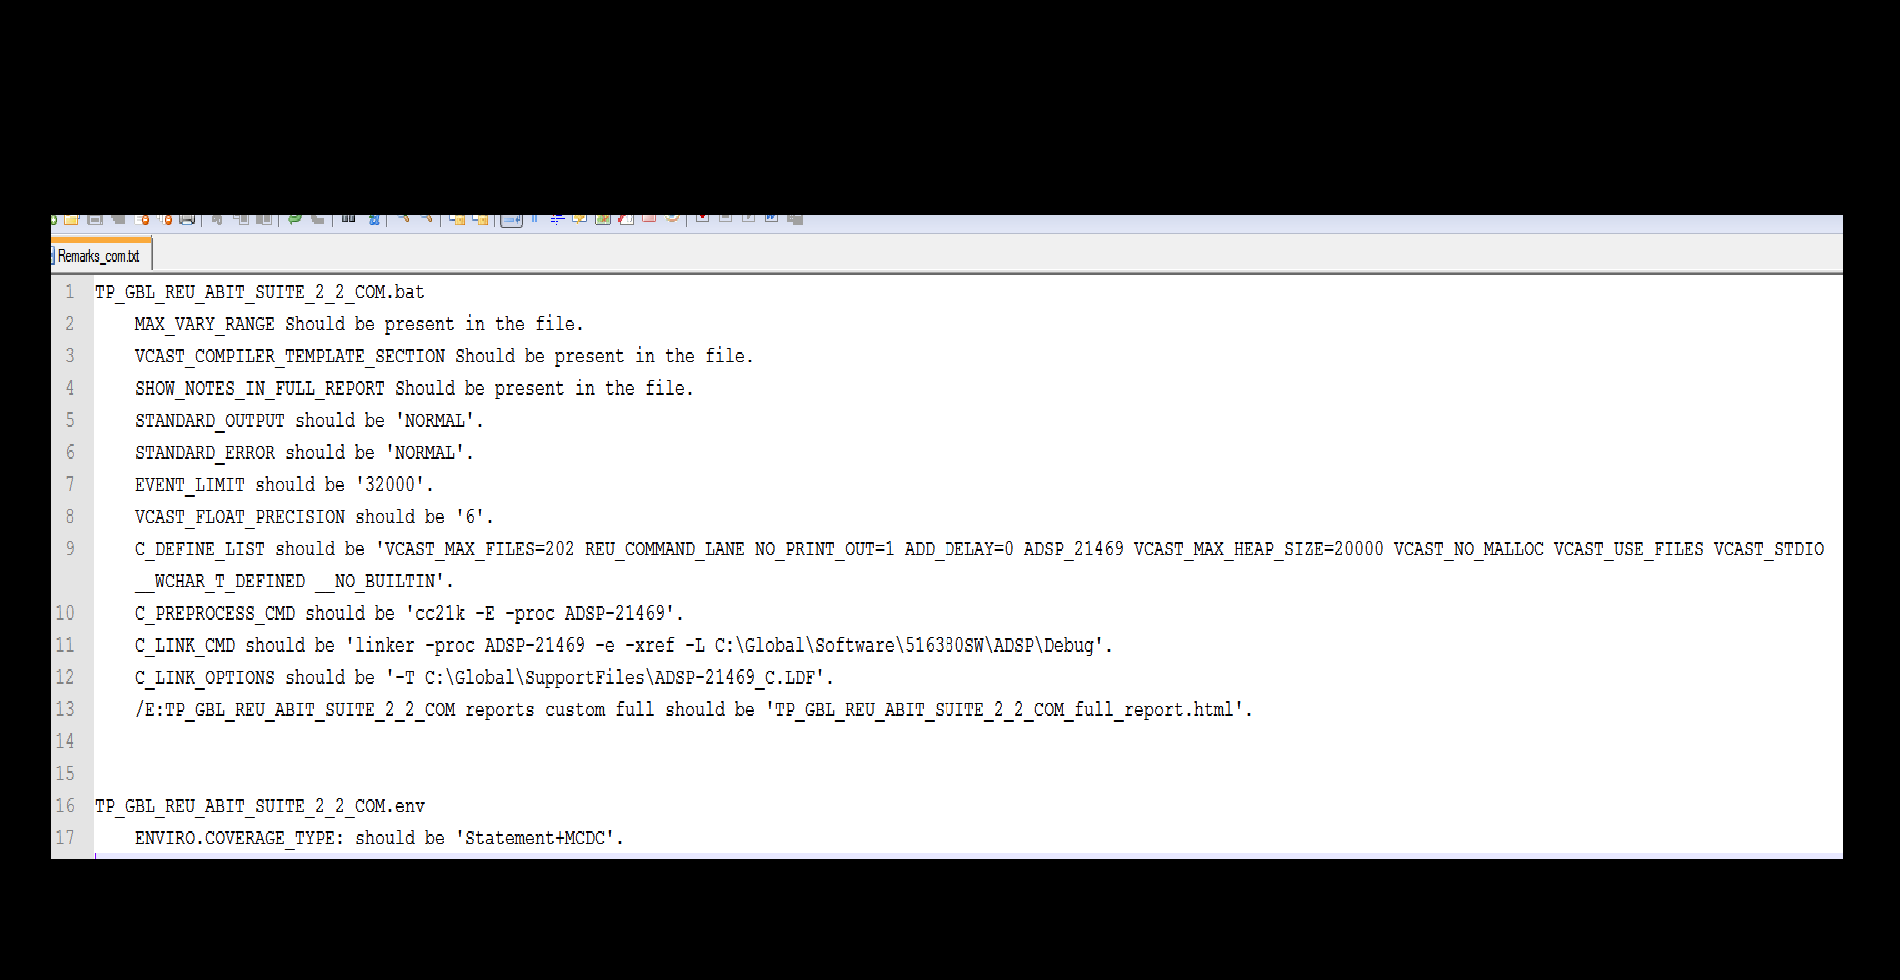 Remarks_com.txt
1 TP_GBL_REU_ABIT_SUITE_2_2_COM.bat
2 MAX_VARY_RANGE Should be present in the file.
3 VCAST_COMPILER_TEMPLATE_SECTION Should be present in the file.
4 SHOW_NOTES_IN_FULL_REPORT Should be present in the file.
5 STANDARD_OUTPUT should be 'NORMAL'.
6 STANDARD_ERROR should be 'NORMAL'.
7 EVENT_LIMIT should be '32000'.
8 VCAST_FLOAT_PRECISION should be '6'.
9 C_DEFINE_LIST should be 'VCAST_MAX_FILES=202 REU_COMMAND_LANE NO_PRINT_OUT=1 ADD_DELAY=0 ADSP_21469 VCAST_MAX_HEAP_SIZE=20000 VCAST_NO_MALLOC VCAST_USE_FILES VCAST_STDIO
__WCHAR_T_DEFINED __NO_BUILTIN'.
10 C_PREPROCESS_CMD should be 'cc21k -E -proc ADSP-21469'.
11 C_LINK_CMD should be 'linker -proc ADSP-21469 -e -xref -L C:\Global\Software\516380SW\ADSP\Debug'.
12 C_LINK_OPTIONS should be '-T C:\Global\SupportFiles\ADSP-21469_C.LDF'.
13 /E:TP_GBL_REU_ABIT_SUITE_2_2_COM reports custom full should be 'TP_GBL_REU_ABIT_SUITE_2_2_COM_full_report.html'.
14
15
16 TP_GBL_REU_ABIT_SUITE_2_2_COM.env
17 ENVIRO.COVERAGE_TYPE: should be 'Statement+MCDC'.